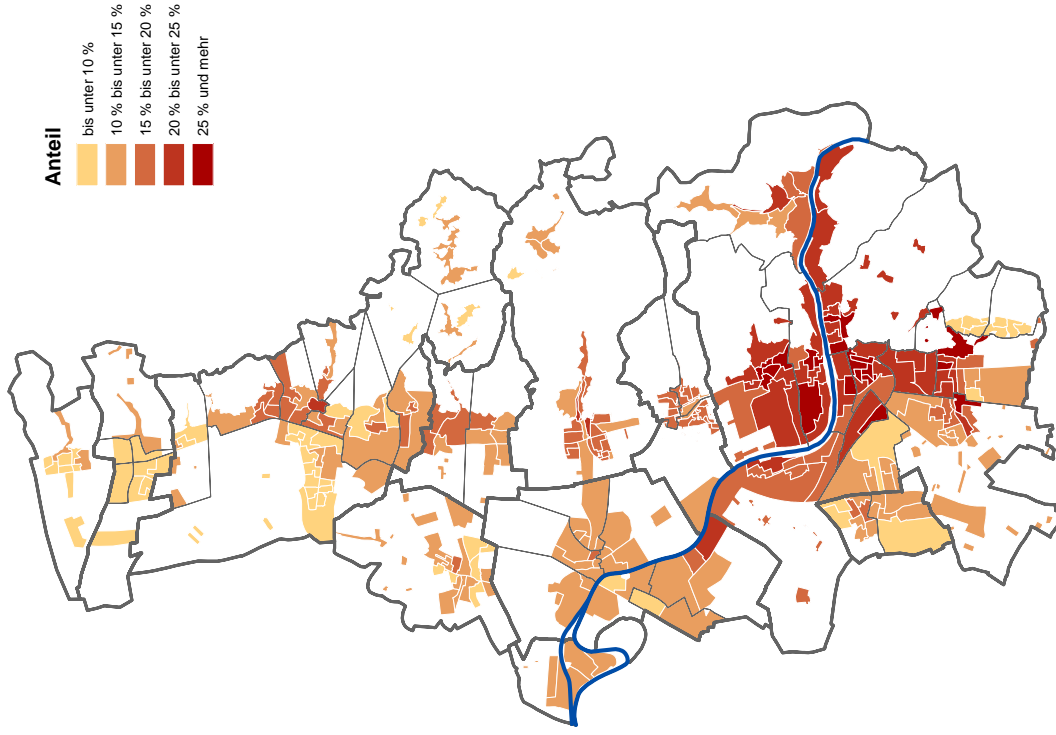 Anteil
bis unter 10 %
10 % bis unter 15 %
15 % bis unter 20 %
20 % bis unter 25 %
25 % und mehr